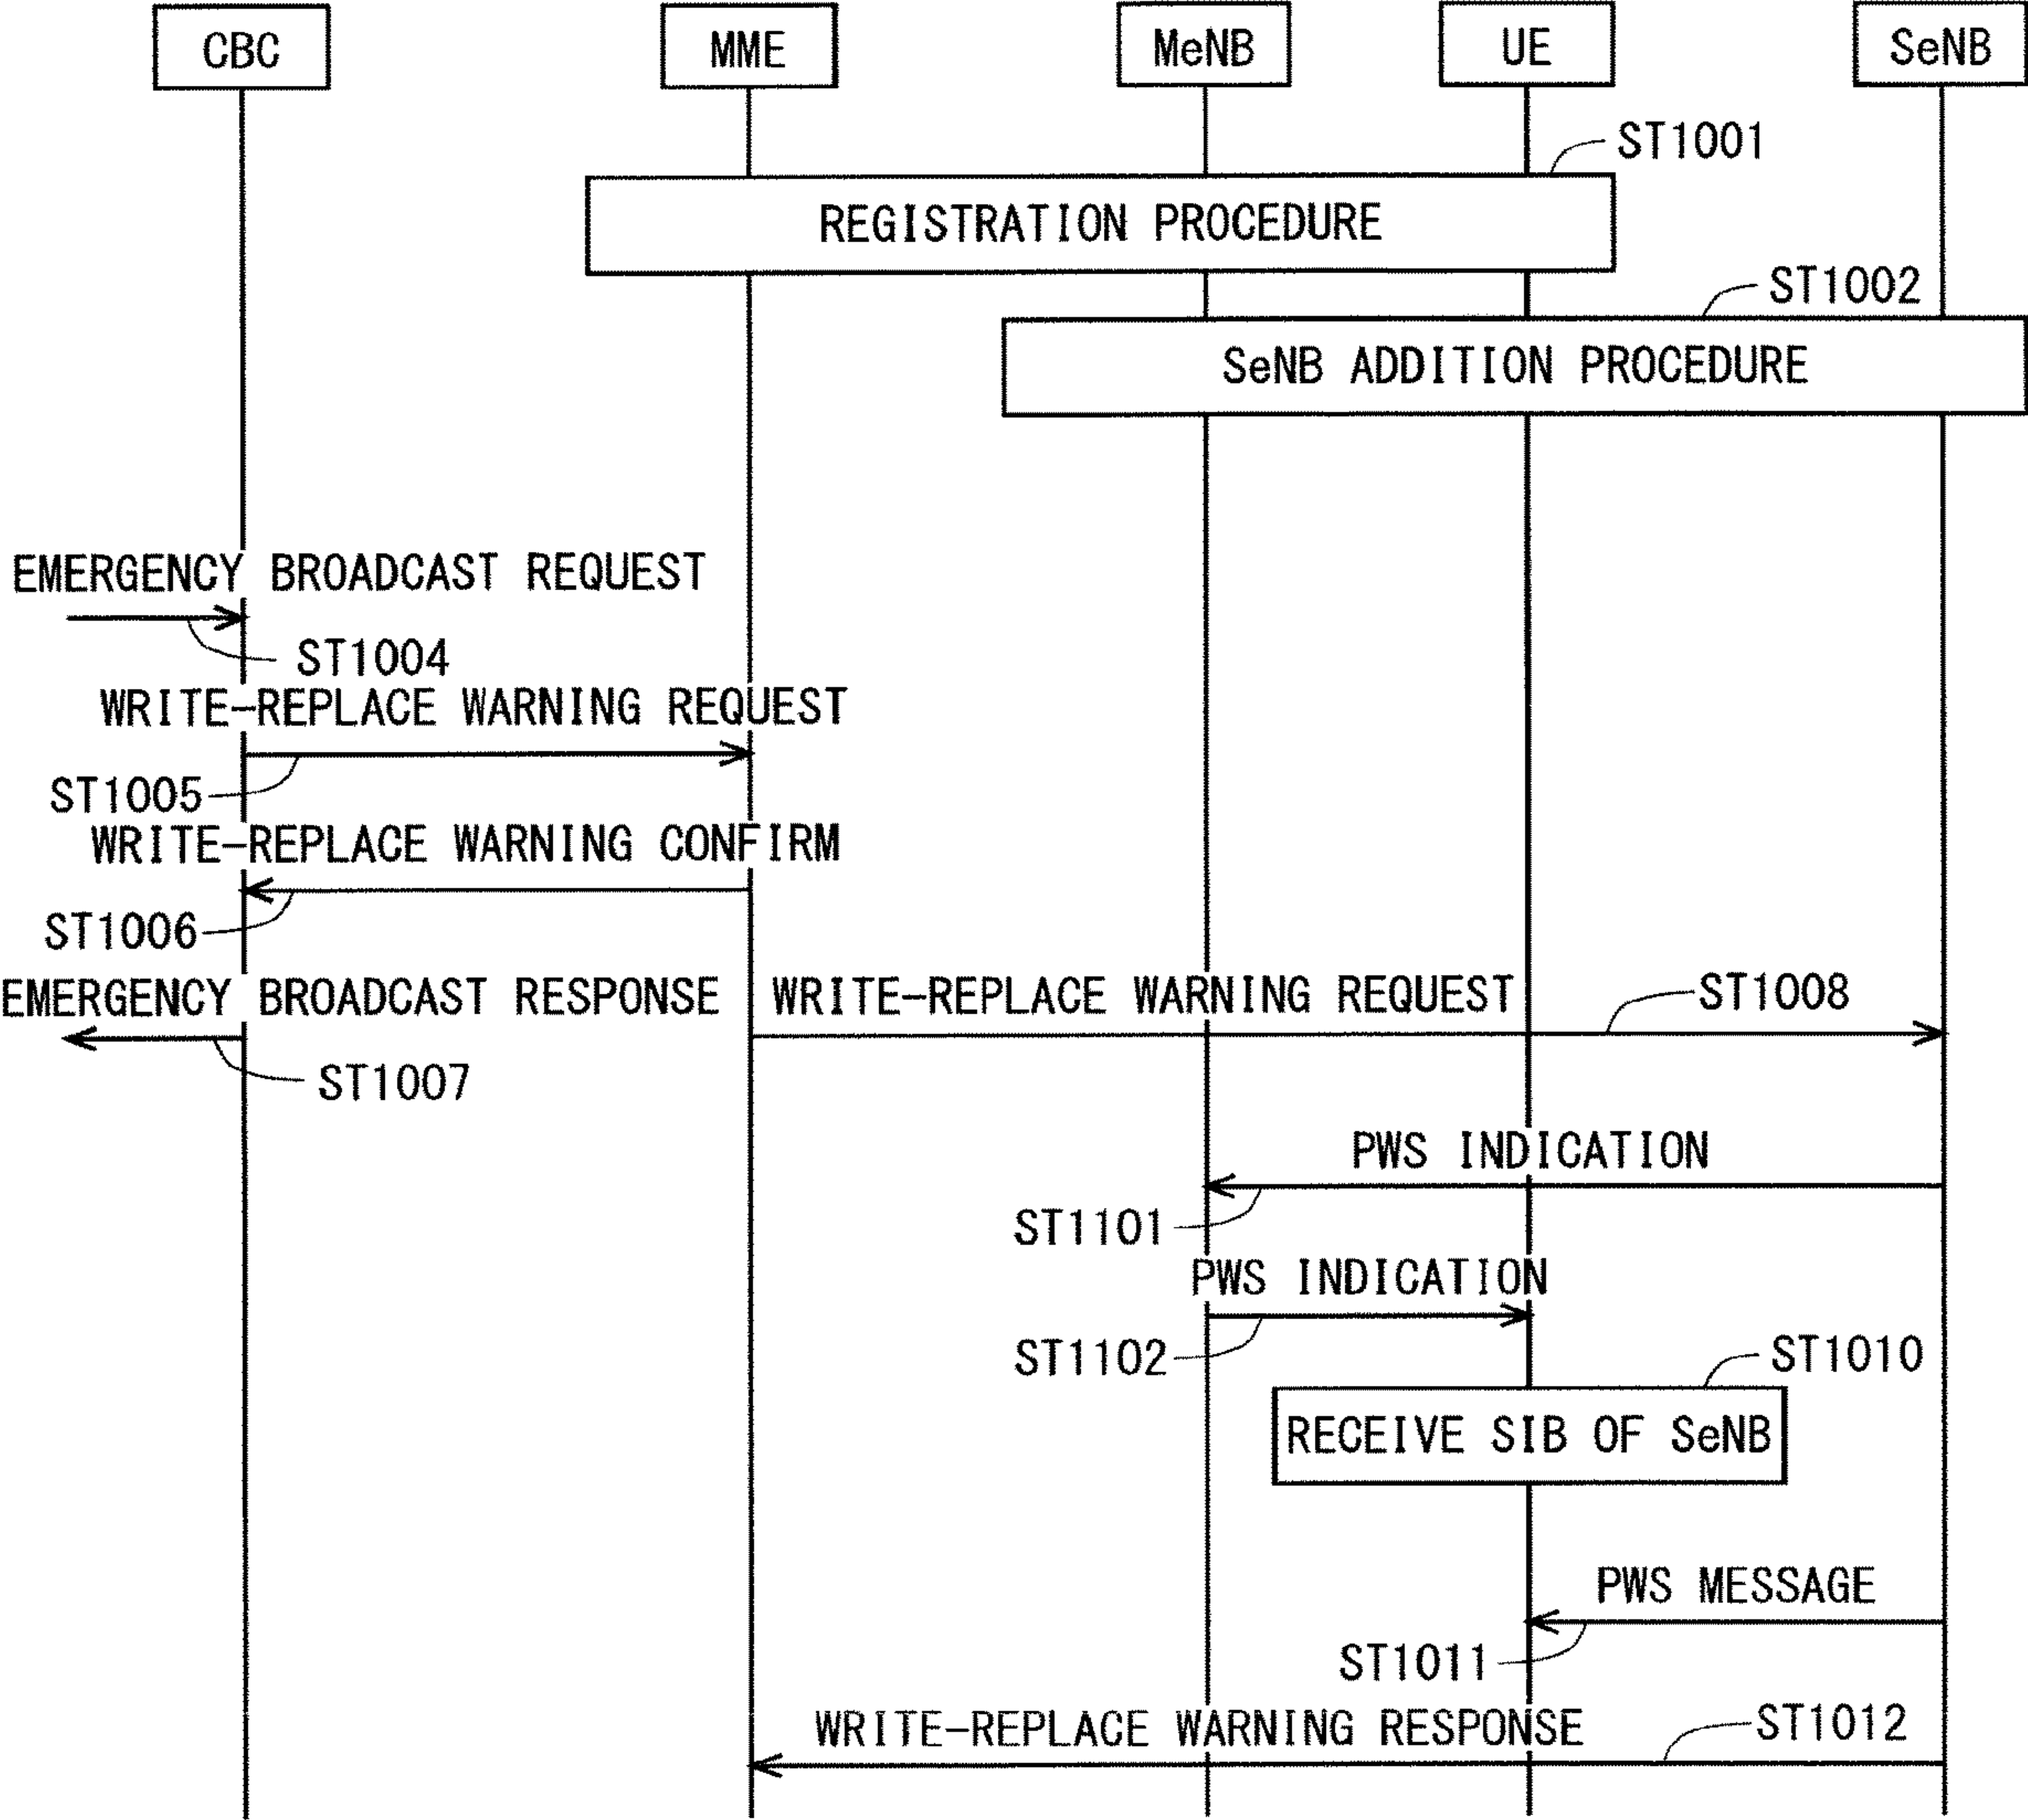 CBC
MME
MeNB
UE
SeNB
ST1001
REGISTRATION PROCEDURE
ST1002
SeNB ADDITION PROCEDURE
EMERGENCY BROADCAST REQUEST
ST1004
WRITE-REPLACE WARNING REQUEST
ST1005
WRITE-REPLACE WARNING CONFIRM
ST1006
EMERGENCY BROADCAST RESPONSE
WRITE-REPLACE WARNING REQUEST
ST1008
ST1007
PWS INDICATION
ST1101
PWS INDICATION
ST1102
ST1010
RECEIVE SIB OF SeNB
PWS MESSAGE
ST1011
WRITE-REPLACE WARNING RESPONSE
ST1012